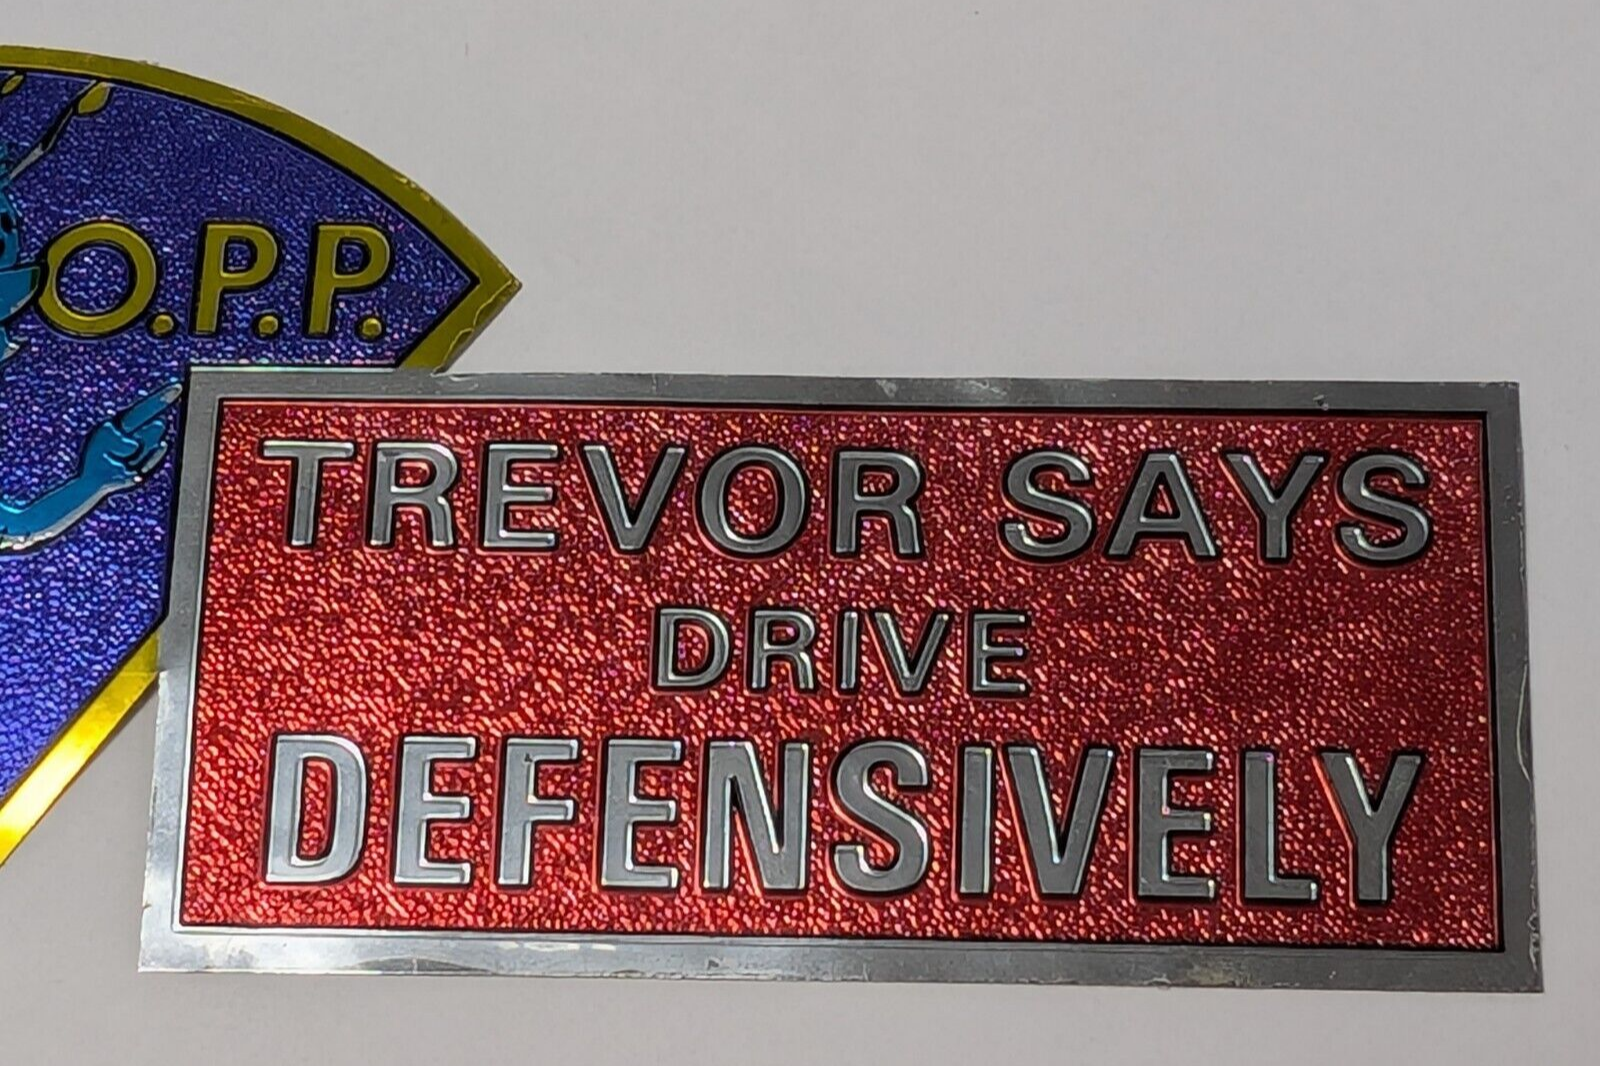 O.P.P.
TREVOR SAYS
DRIVE
DEFENSIVELY